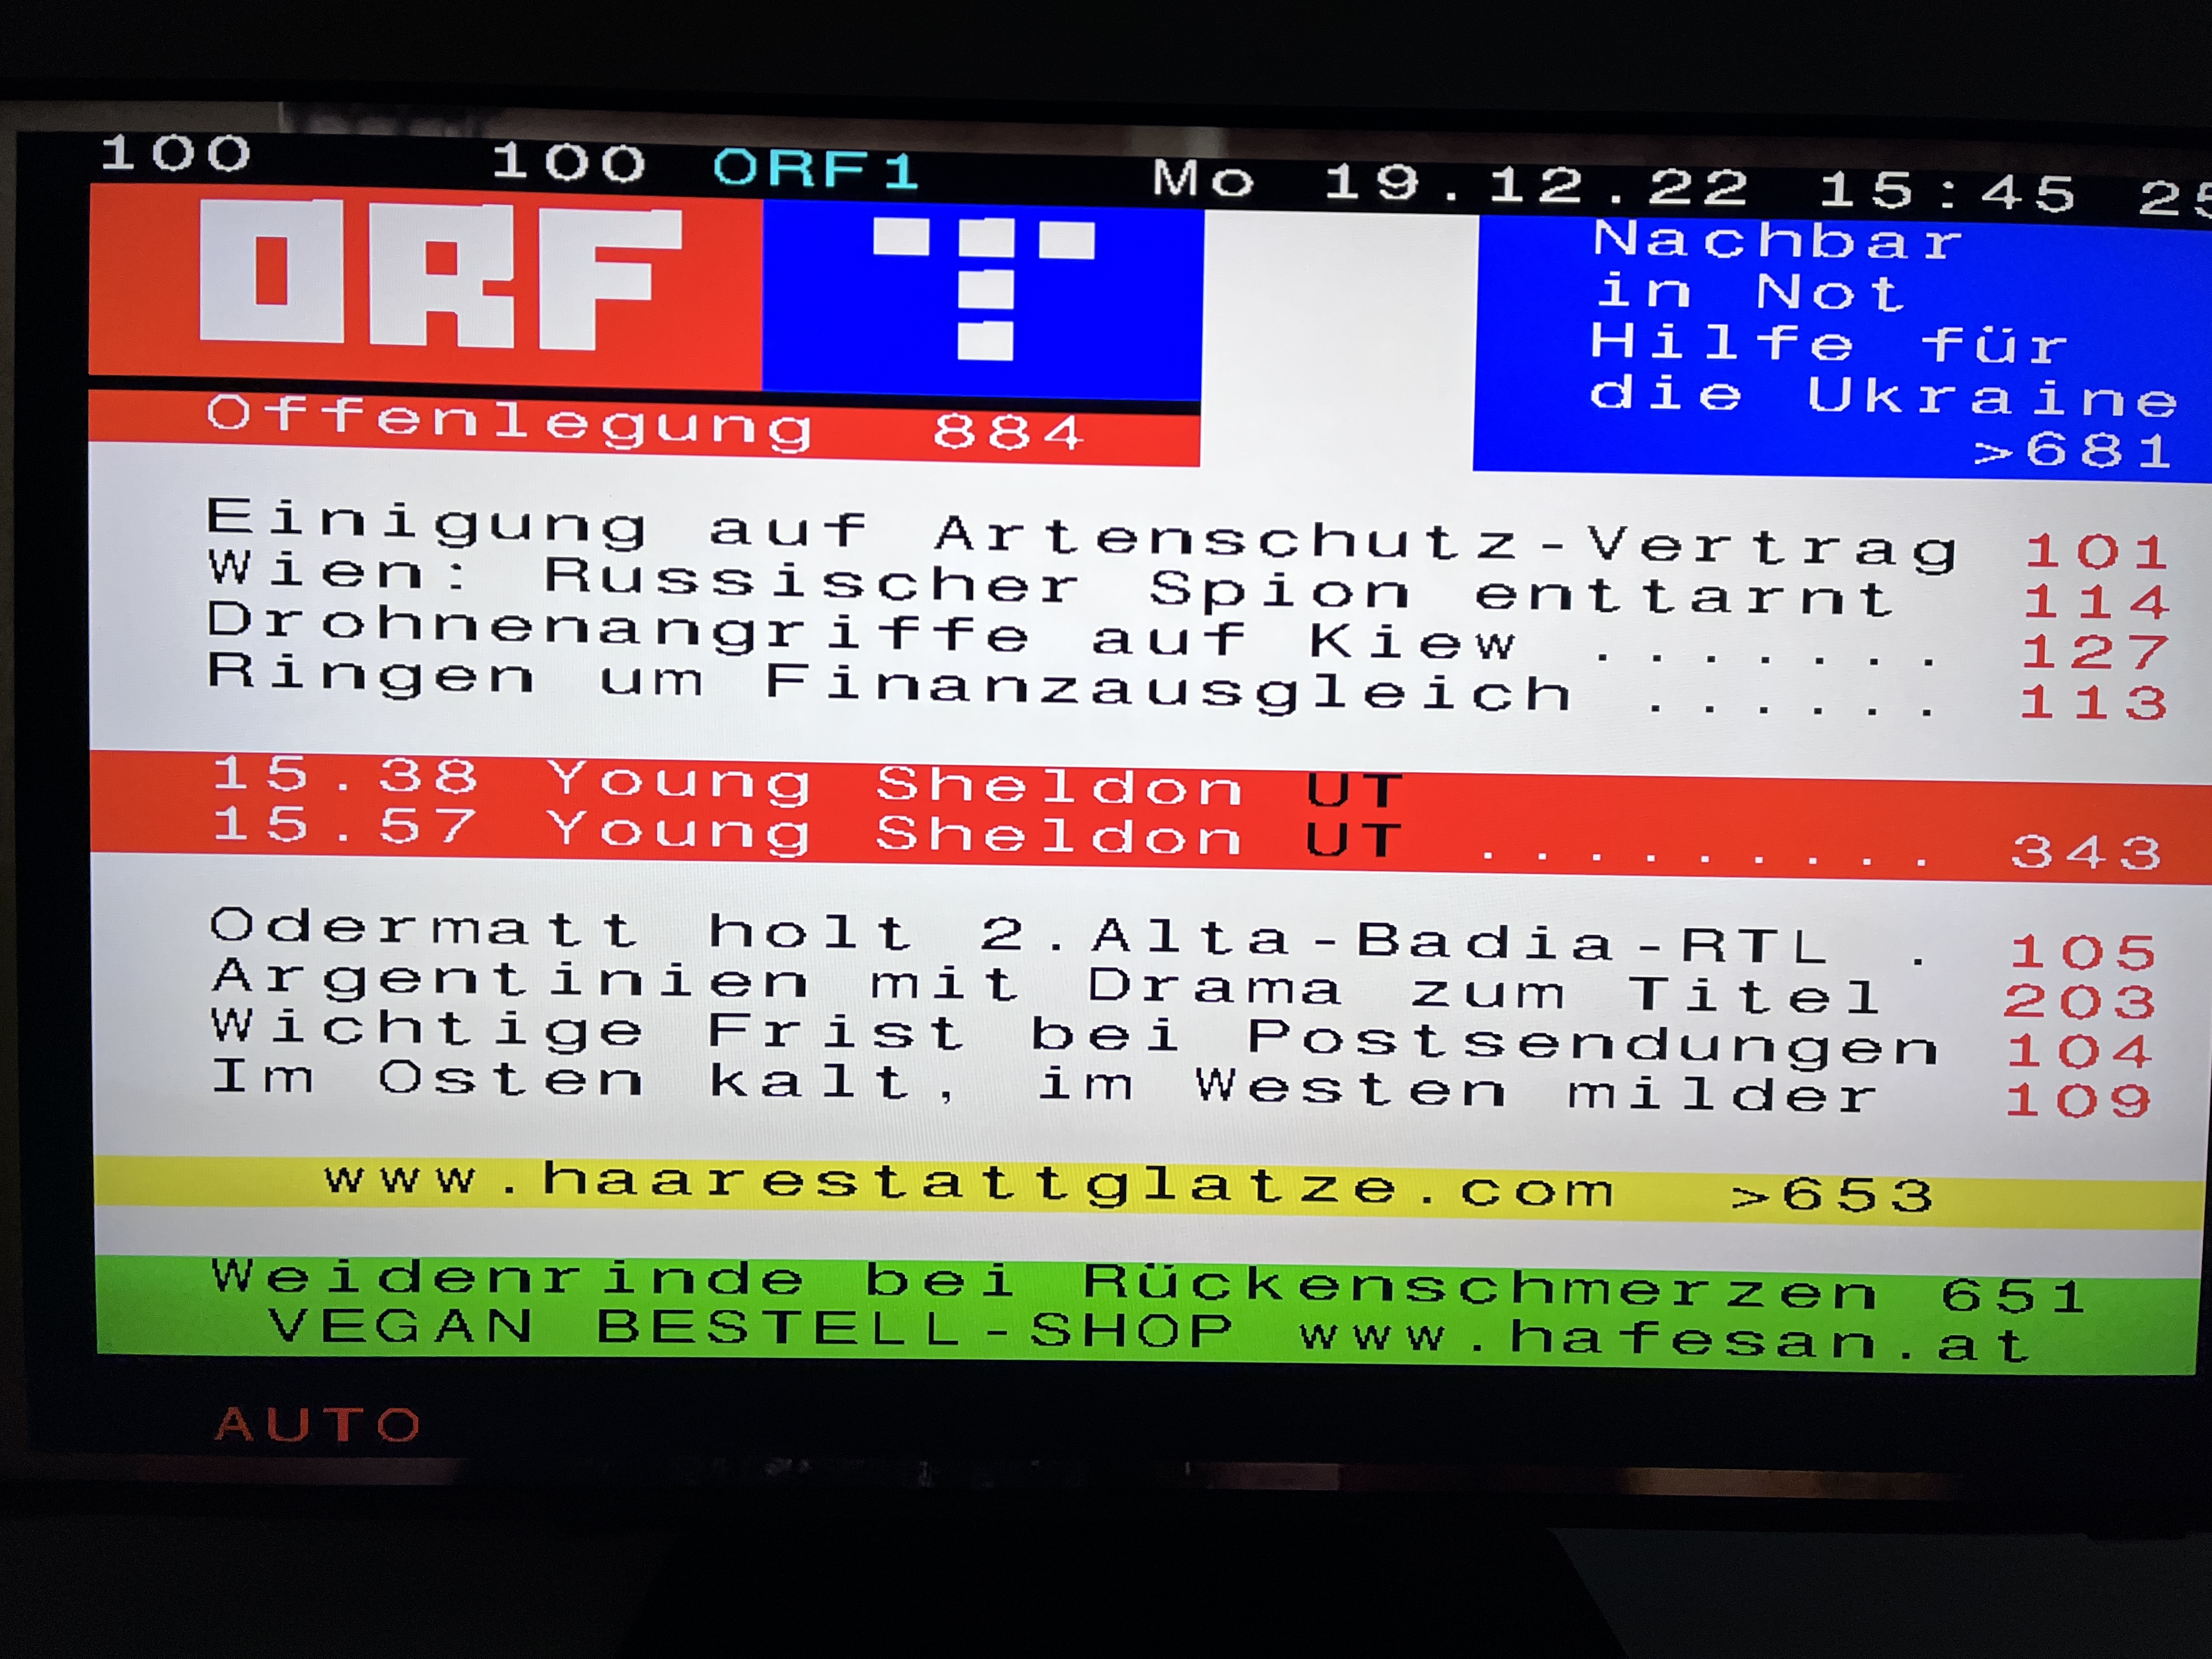 100 100 ORF1 Mo 19.12.22 15:45 25
ORF T
Nachbar
in Not
Hilfe für
die Ukraine
>681
Offenlegung 884
Einigung auf Artenschutz-Vertrag 101
Wien: Russischer Spion enttarnt 114
Drohnenangriffe auf Kiew ....... 127
Ringen um Finanzausgleich ...... 113
15.38 Young Sheldon UT
15.57 Young Sheldon UT ......... 343
Odermatt holt 2.Alta-Badia-RTL . 105
Argentinien mit Drama zum Titel 203
Wichtige Frist bei Postsendungen 104
Im Osten kalt, im Westen milder 109
www.haarestattglatze.com >653
Weidenrinde bei Rückenschmerzen 651
VEGAN BESTELL-SHOP www.hafesan.at
AUTO